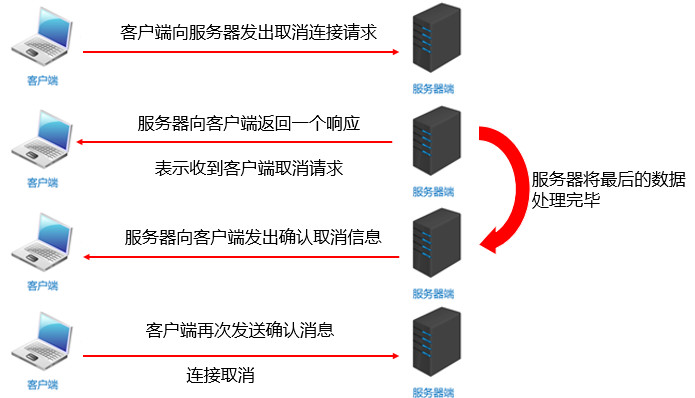 客户端向服务器发出取消连接请求
客户端
服务器端
服务器向客户端返回一个响应
表示收到客户端取消请求
客户端
服务器端
服务器将最后的数据
处理完毕
服务器向客户端发出确认取消信息
客户端
服务器端
客户端再次发送确认消息
连接取消
客户端
服务器端